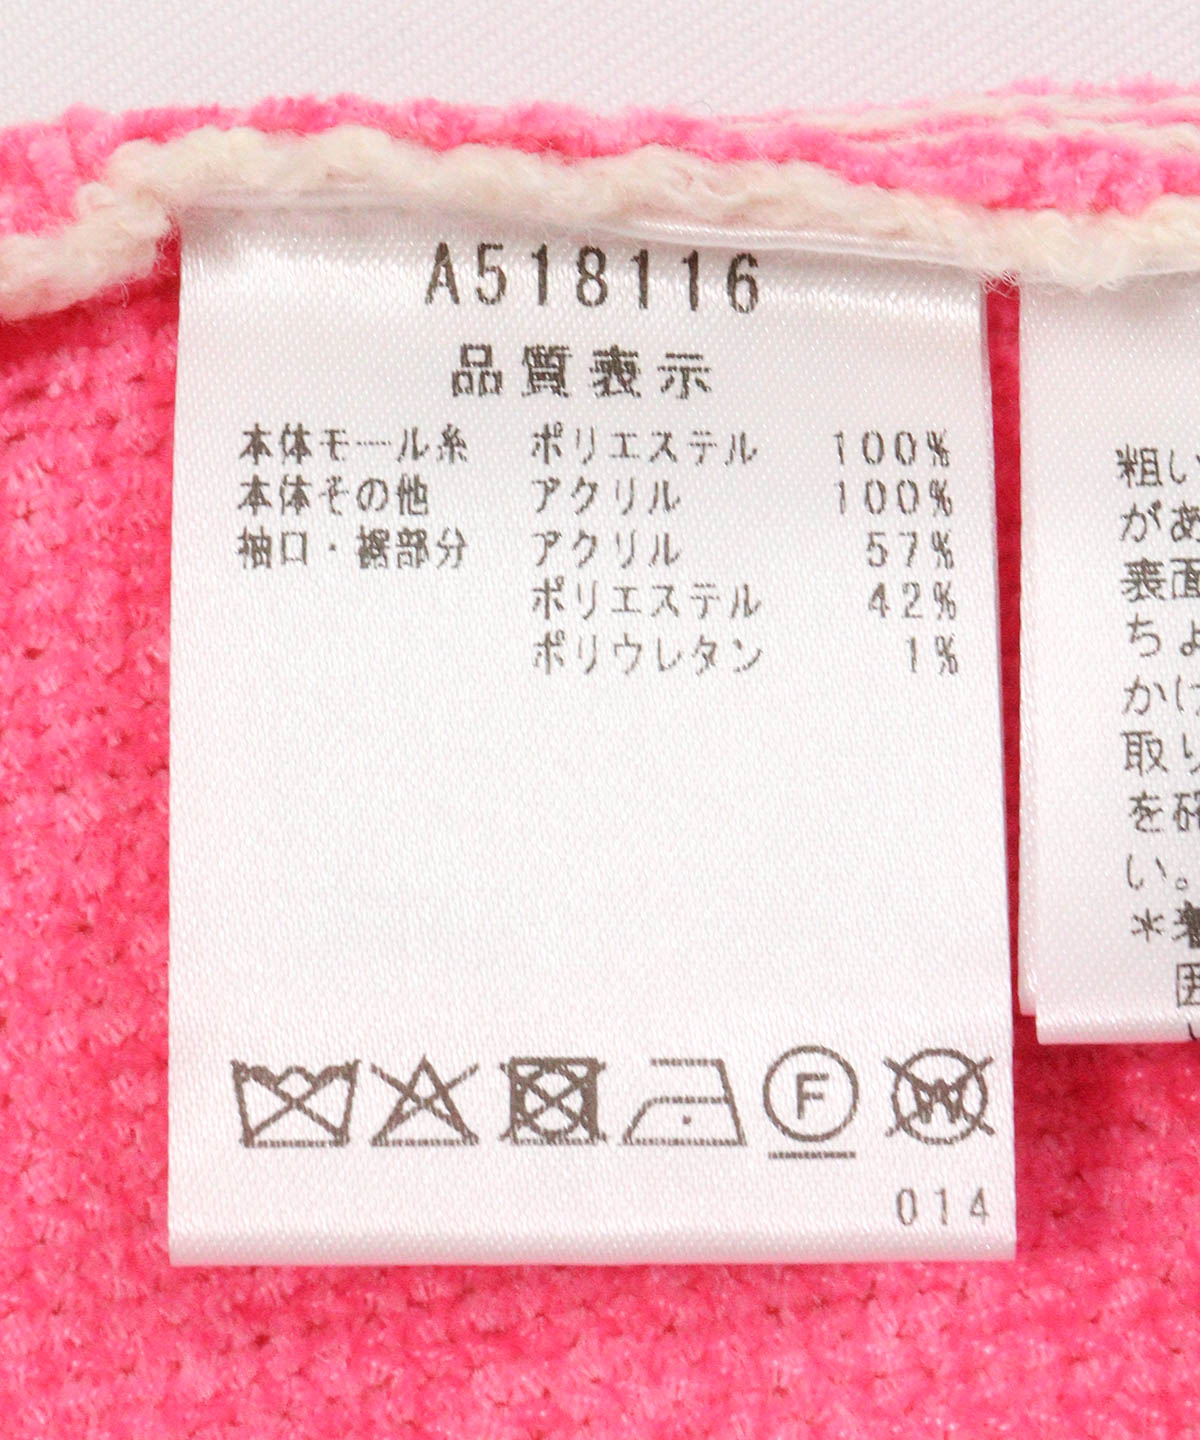 A518116
品質表示
本体モール糸 ポリエステル 100%
本体その他 アクリル 100%
袖口・裾部分 アクリル 57%
ポリエステル 42%
ポリウレタン 1%
F
W
014
粗い
があ
表面
ちょ
かけ
取り
を確
い。
*着
囲